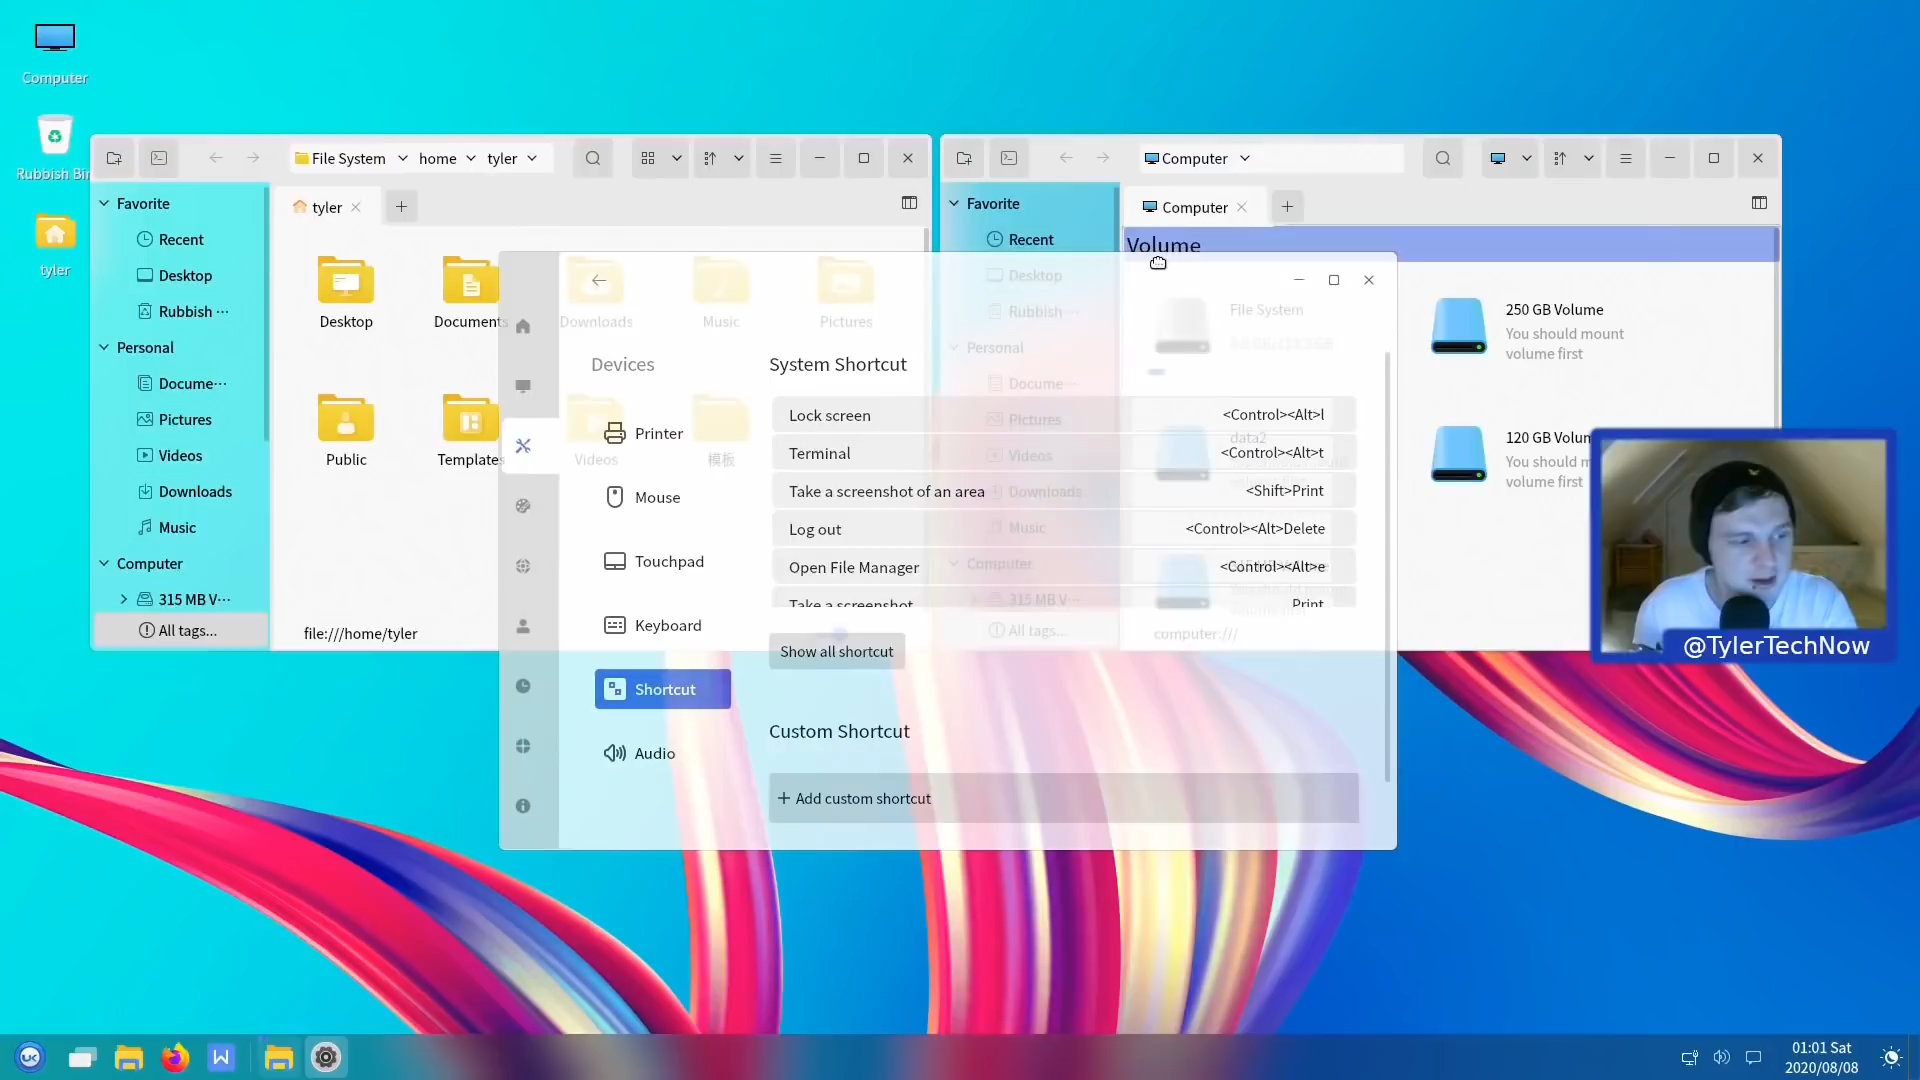 Computer
Rubbish Bin
tyler
File System
home
tyler
tyler
Favorite
Recent
Desktop
Rubbish ···
Personal
Docume···
Pictures
Videos
Downloads
Music
Computer
315 MB V···
All tags...
Desktop
Documents
Downloads
Music
Pictures
Public
Templates
Videos
模板
file:///home/tyler
Computer
Computer
Favorite
Recent
Desktop
Rubbish ···
Personal
Docume···
Pictures
Videos
Downloads
Music
Computer
315 MB V···
All tags...
Volume
File System
data2
250 GB Volume
You should mount
volume first
120 GB Volum
You should m
volume first
computer:///
Devices
Printer
Mouse
Touchpad
Keyboard
Shortcut
Audio
System Shortcut
Lock screen <Control><Alt>l
Terminal <Control><Alt>t
Take a screenshot of an area <Shift>Print
Log out <Control><Alt>Delete
Open File Manager <Control><Alt>e
Take a screenshot Print
Show all shortcut
Custom Shortcut
+ Add custom shortcut
@TylerTechNow
UK
W
01:01 Sat
2020/08/08